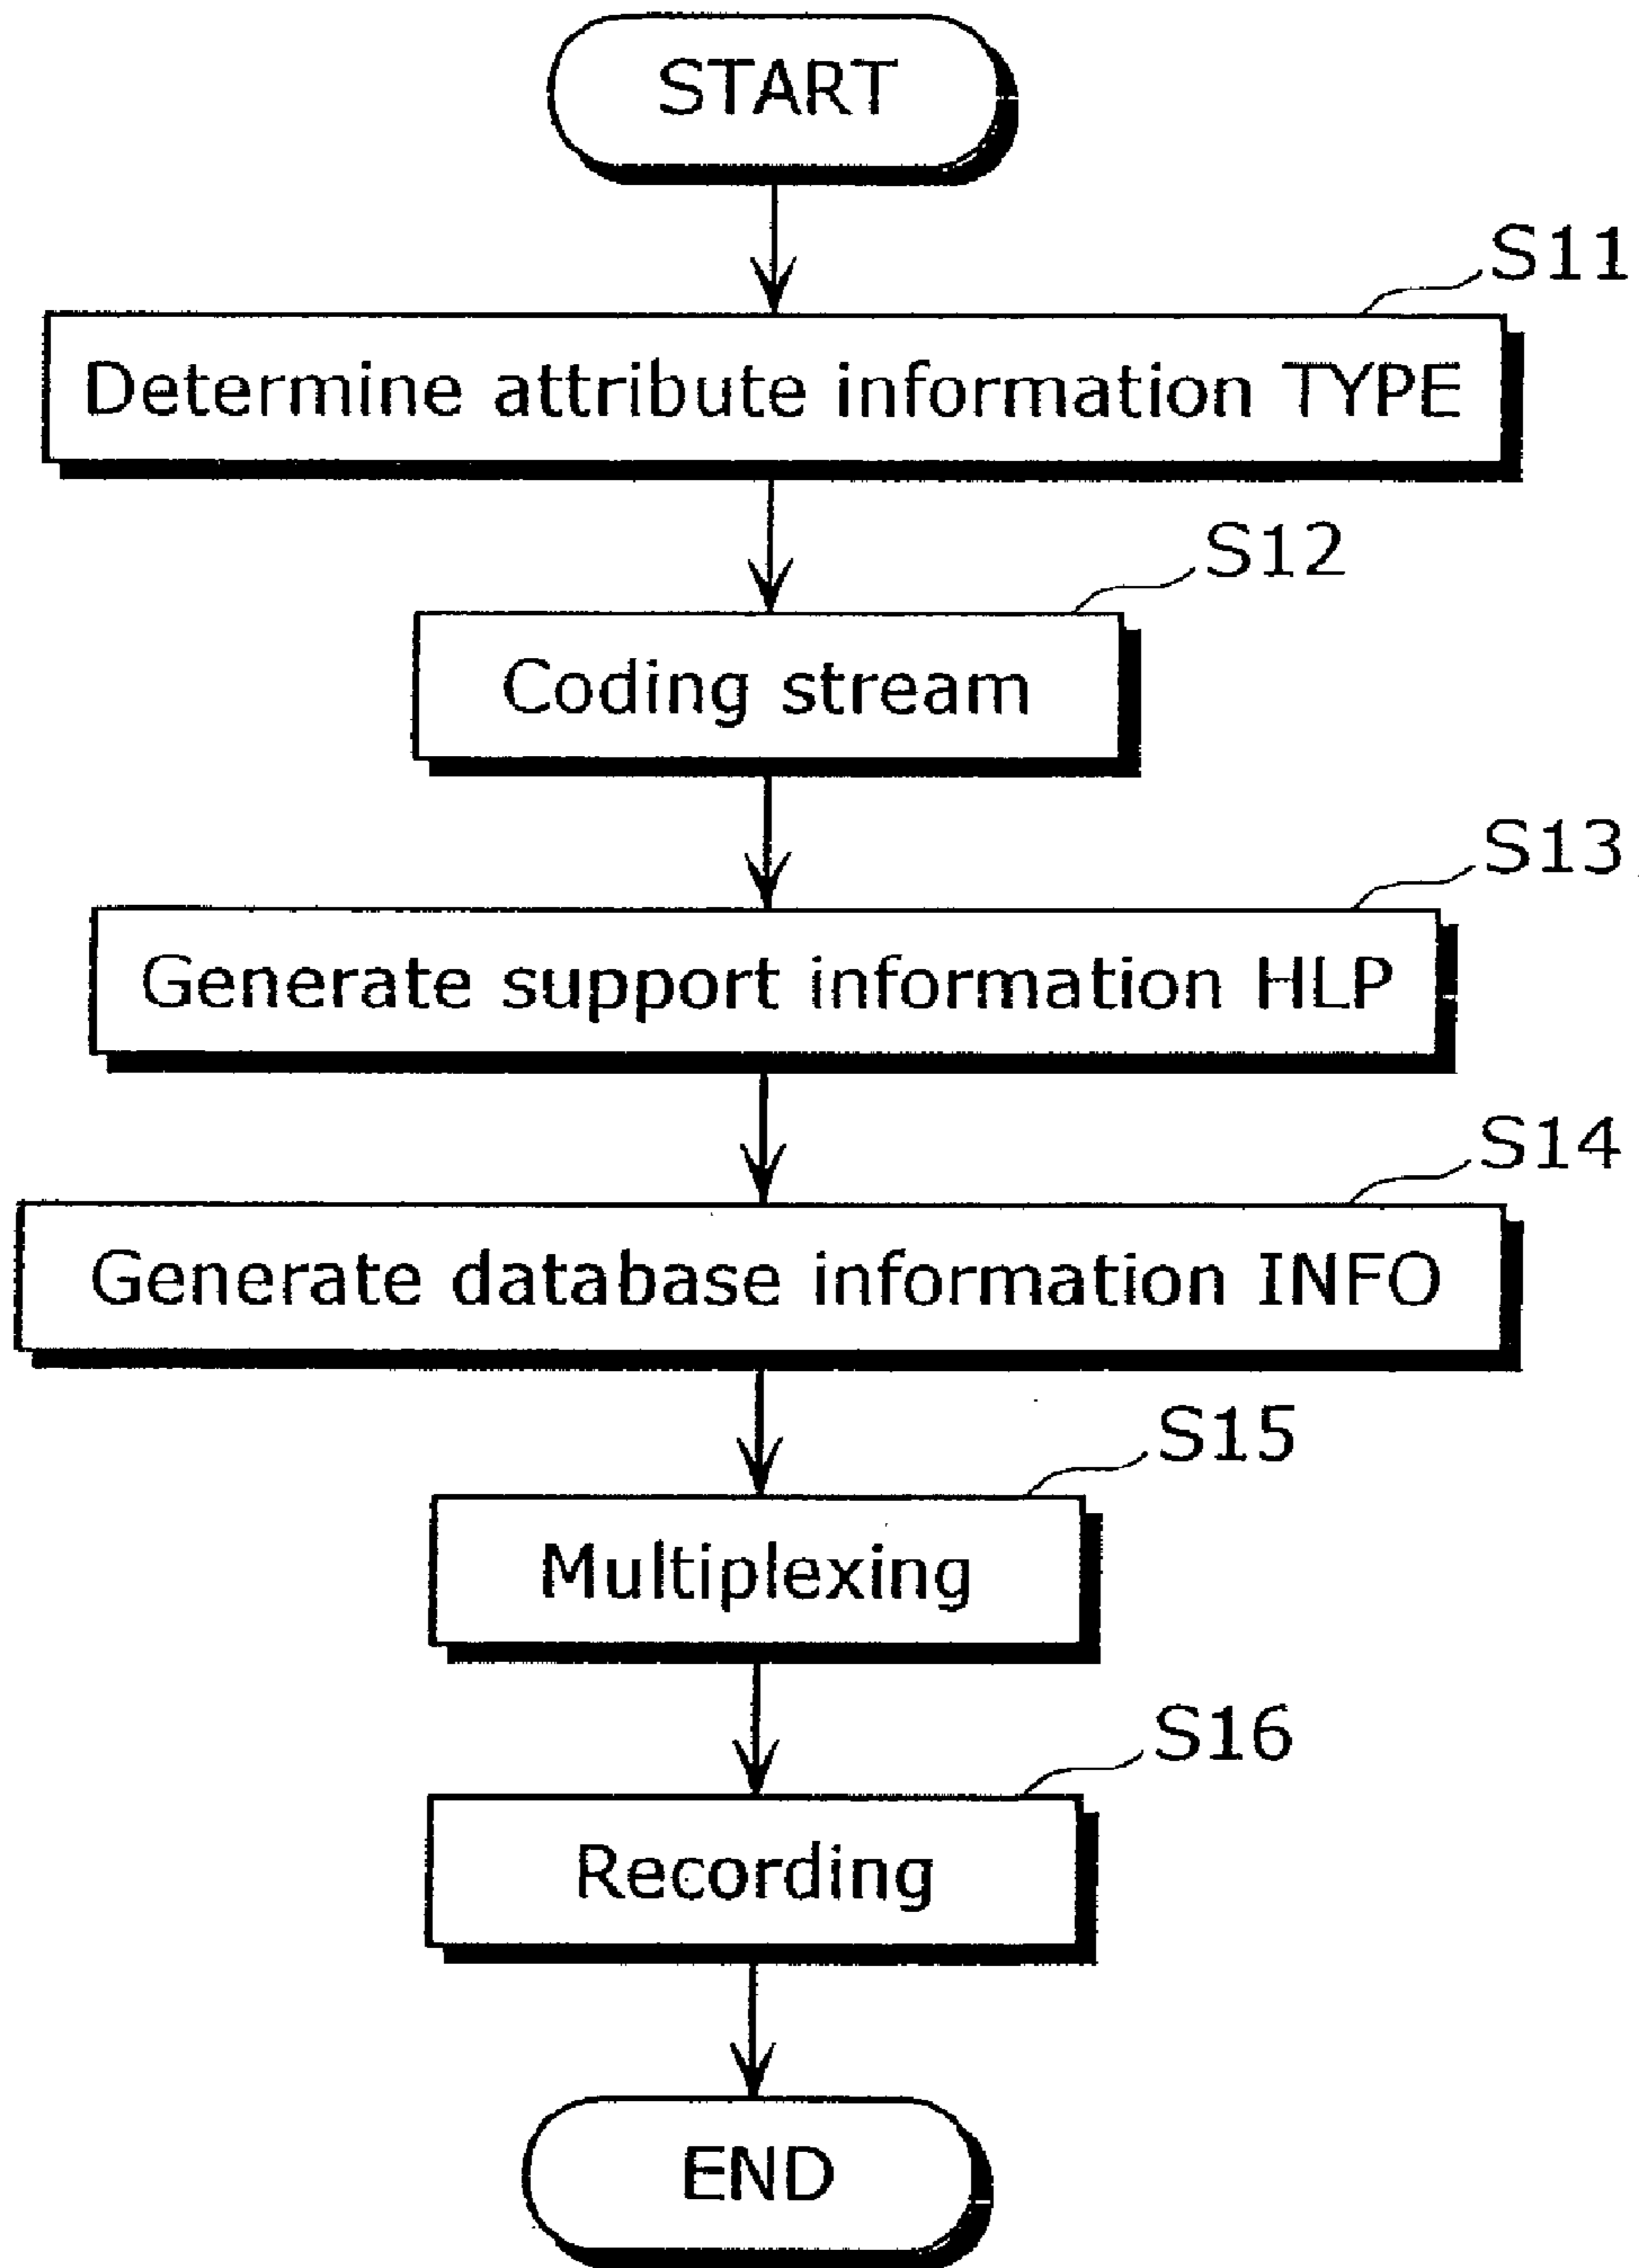 START
S11
Determine attribute information TYPE
S12
Coding stream
S13
Generate support information HLP
S14
Generate database information INFO
S15
Multiplexing
S16
Recording
END